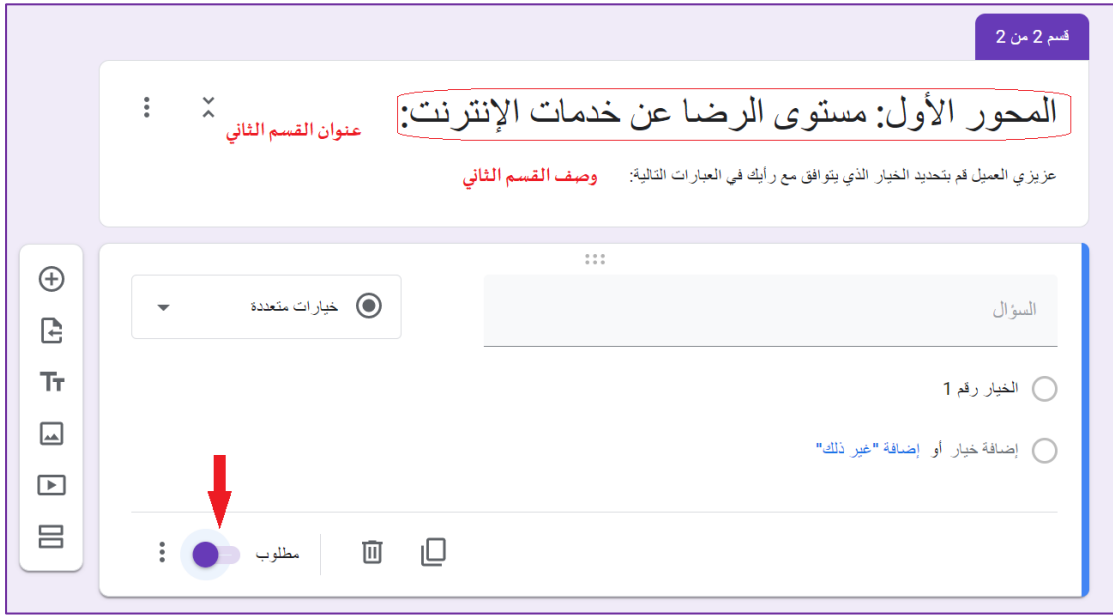 قسم 2 من 2
المحور الأول: مستوى الرضا عن خدمات الإنترنت:
عنوان القسم الثاني
عزيزي العميل قم بتحديد الخيار الذي يتوافق مع رأيك في العبارات التالية: وصف القسم الثاني
السؤال
خيارات متعددة
الخيار رقم 1
إضافة خيار أو إضافة "غير ذلك"
مطلوب
Tт